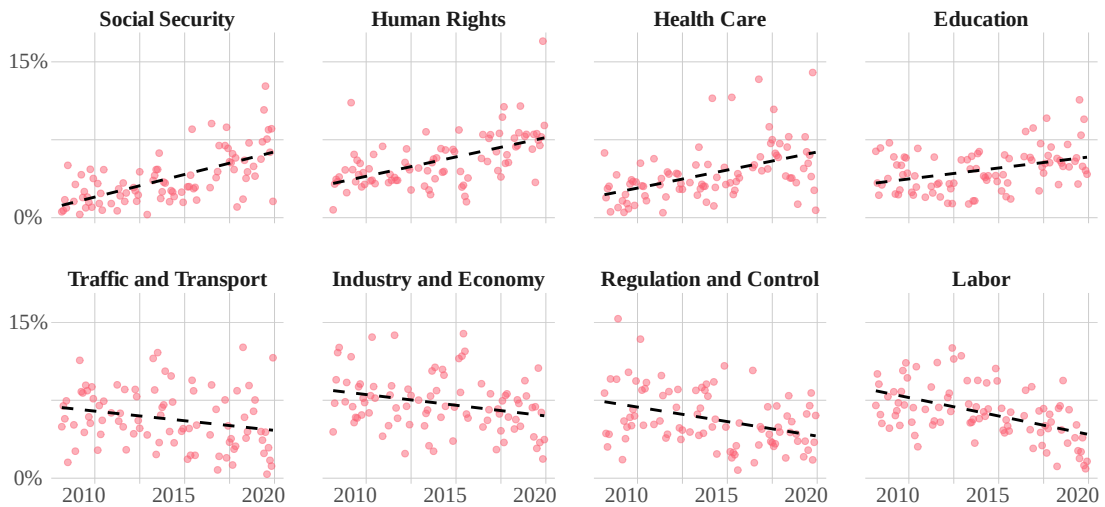 Social Security Human Rights Health Care Education
15%
0%
Traffic and Transport Industry and Economy Regulation and Control Labor
15%
0%
2010 2015 2020 2010 2015 2020 2010 2015 2020 2010 2015 2020